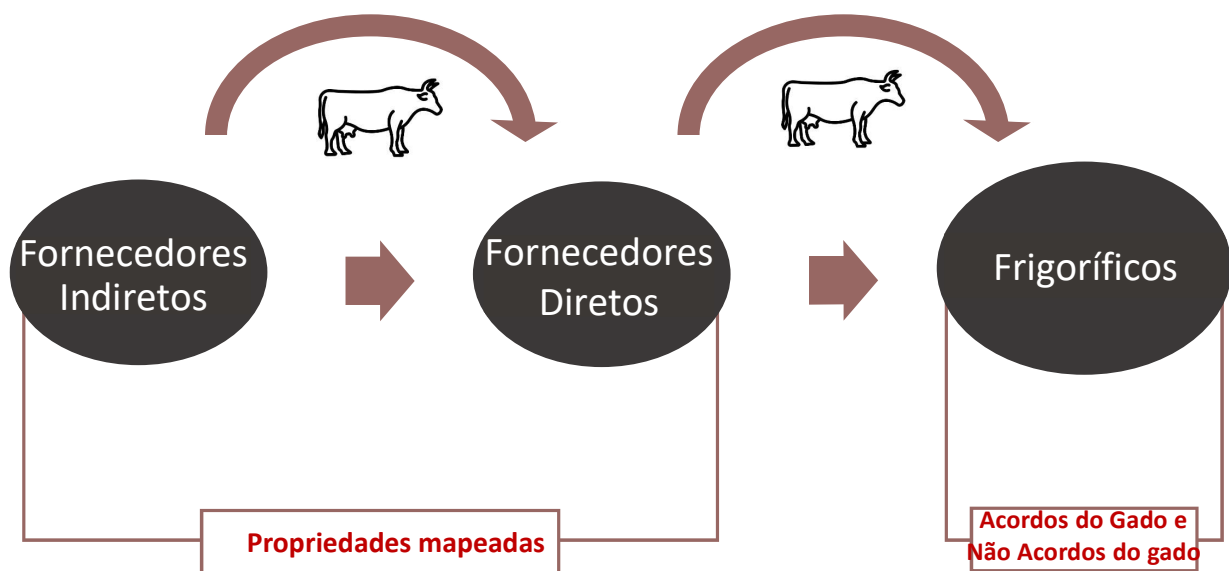 Fornecedores
Indiretos
Fornecedores
Diretos
Frigoríficos
Propriedades mapeadas
Acordos do Gado e
Não Acordos do gado